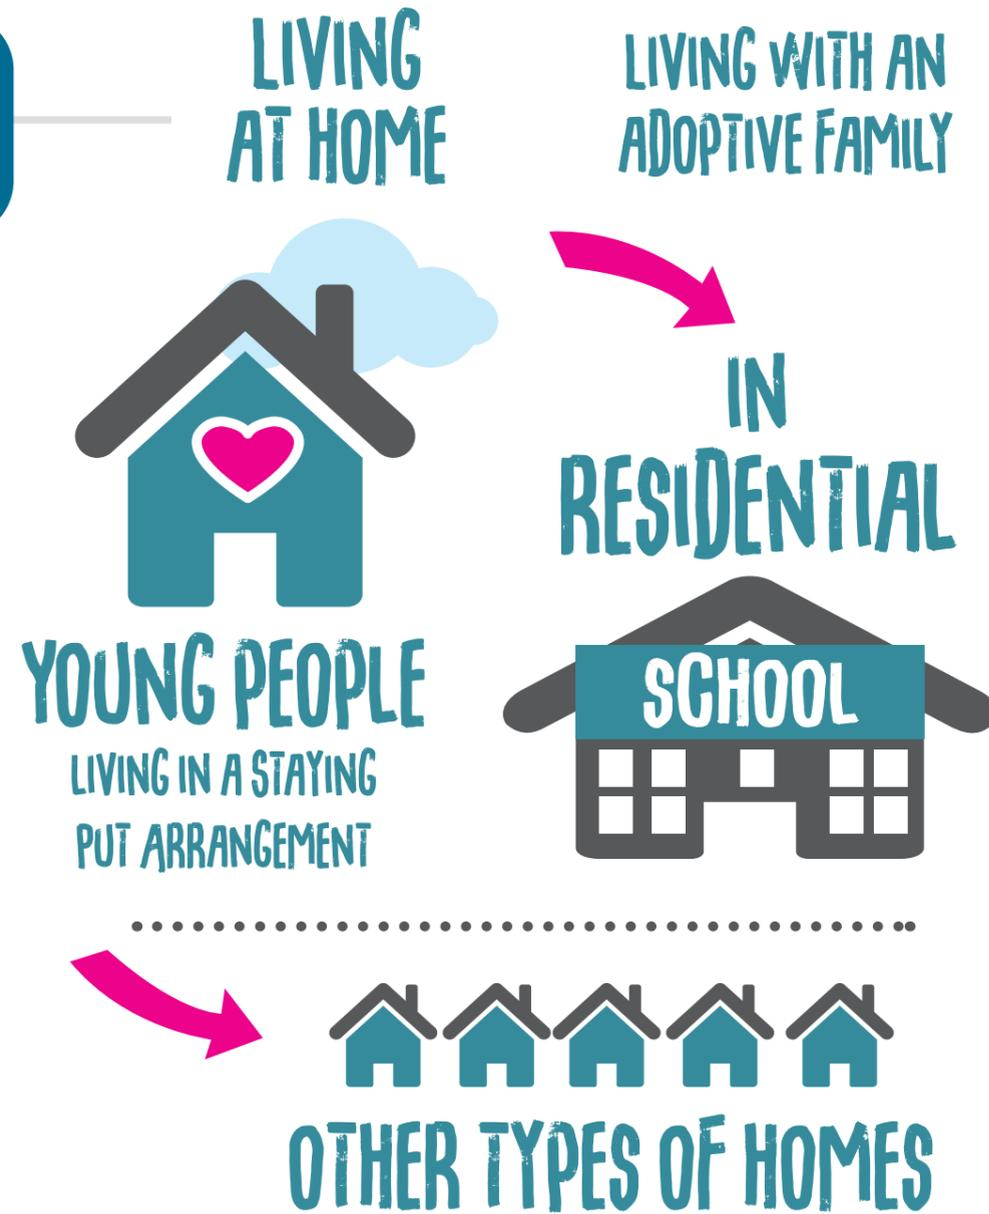 LIVING
AT HOME
LIVING WITH AN
ADOPTIVE FAMILY
IN
RESIDENTIAL
SCHOOL
YOUNG PEOPLE
LIVING IN A STAYING
PUT ARRANGEMENT
OTHER TYPES OF HOMES